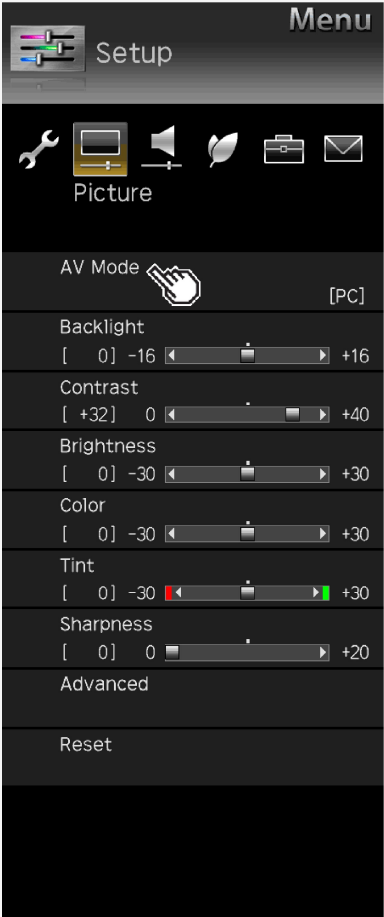 Menu
Setup
Picture
AV Mode
[PC]
Backlight
[ 0] -16 +16
Contrast
[ +32] 0 +40
Brightness
[ 0] -30 +30
Color
[ 0] -30 +30
Tint
[ 0] -30 +30
Sharpness
[ 0] 0 +20
Advanced
Reset